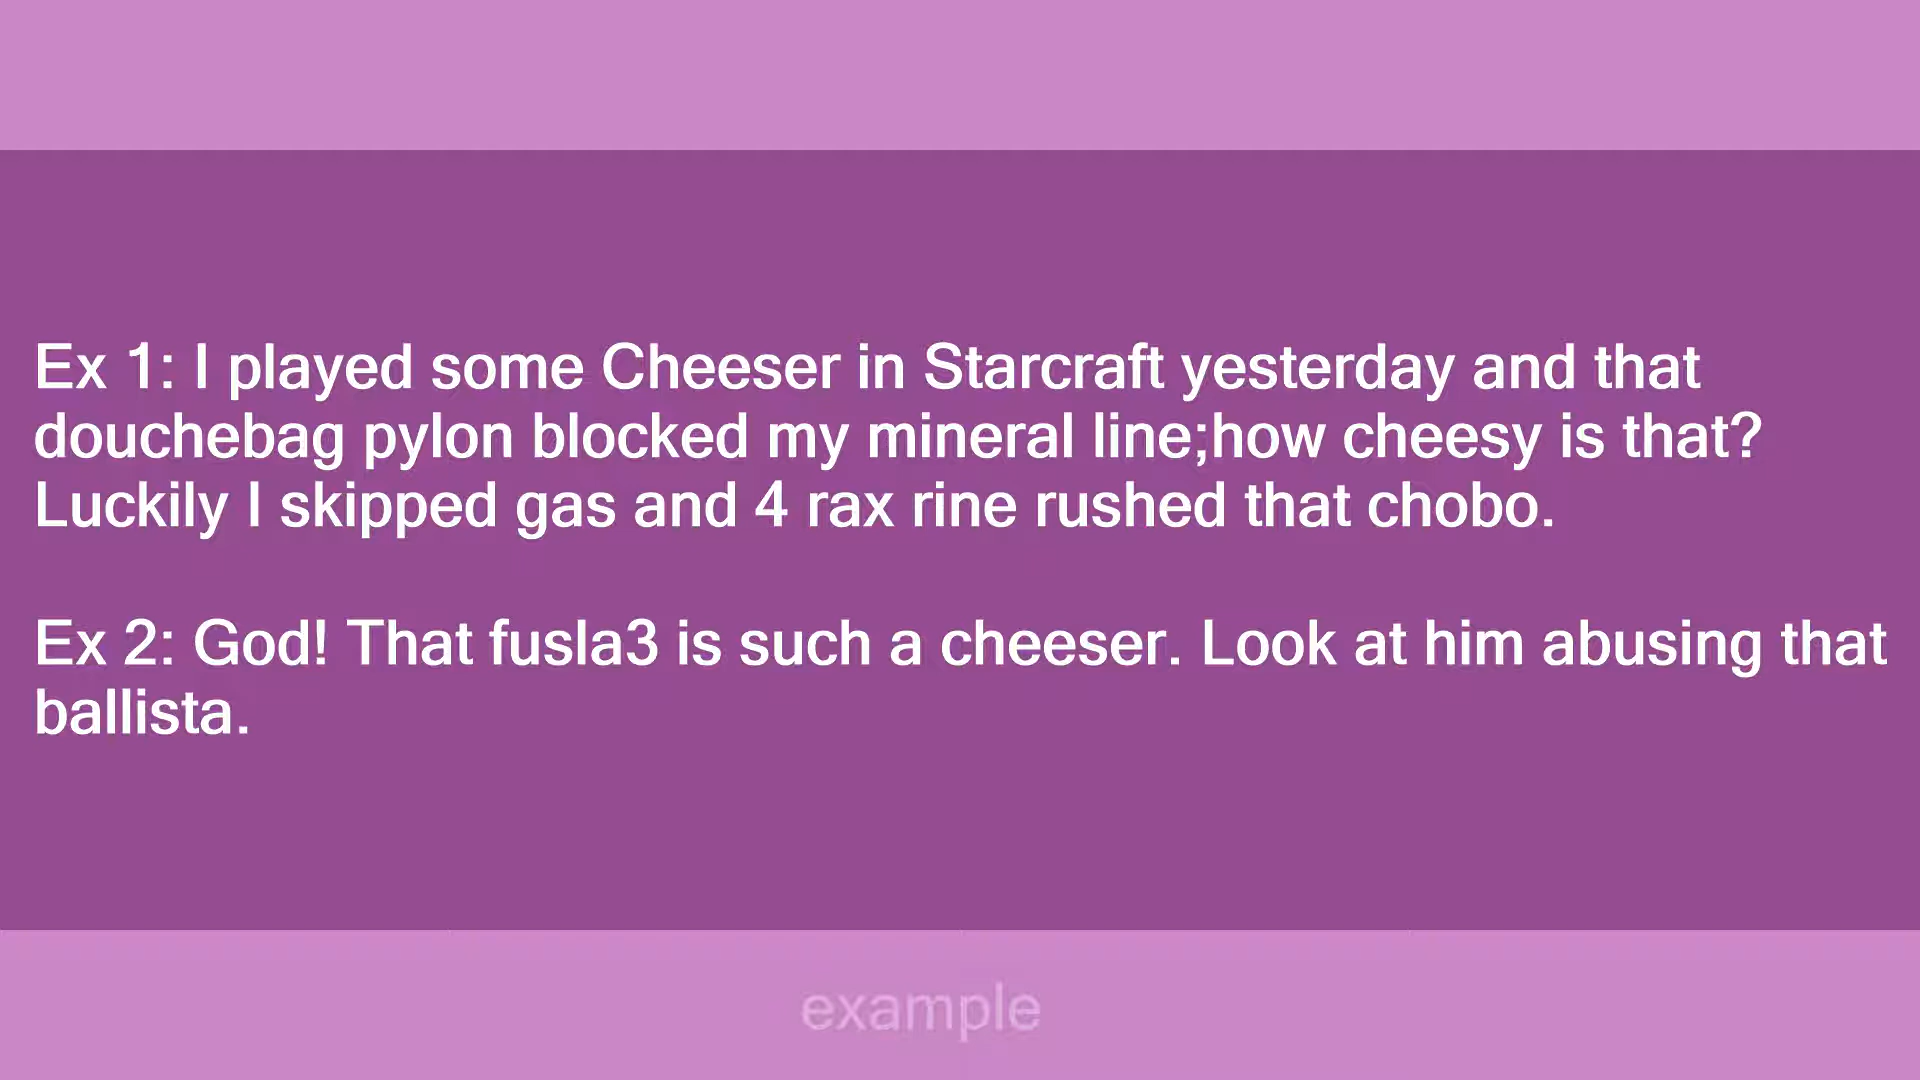 Ex 1: I played some Cheeser in Starcraft yesterday and that
douchebag pylon blocked my mineral line;how cheesy is that?
Luckily I skipped gas and 4 rax rine rushed that chobo.
Ex 2: God! That fusla3 is such a cheeser. Look at him abusing that
ballista.
example